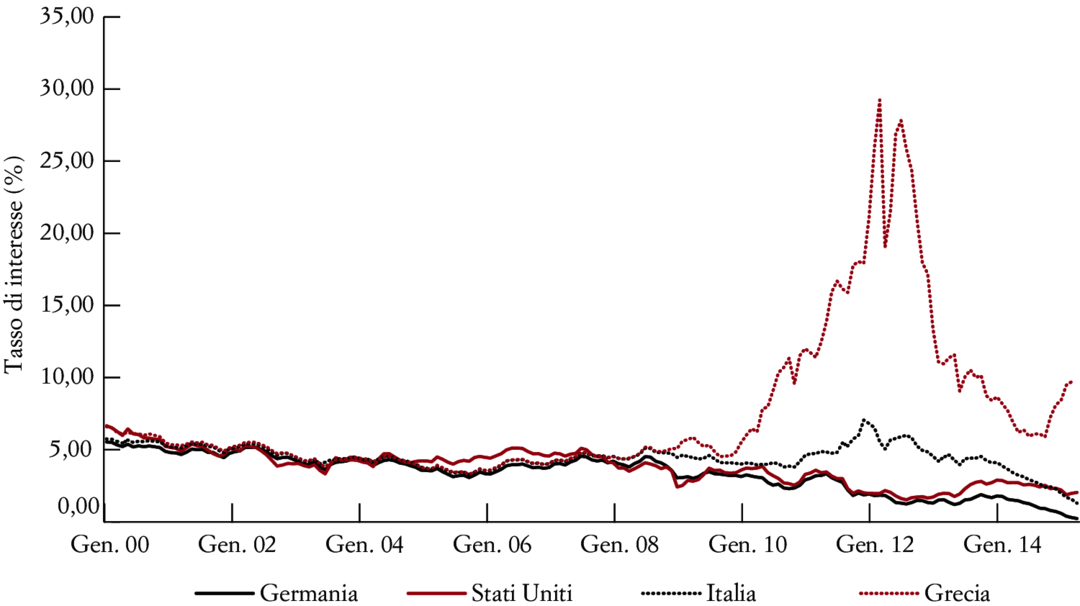 35,00
30,00
25,00
20,00
15,00
10,00
5,00
0,00
Tasso di interesse (%)
Gen. 00 Gen. 02 Gen. 04 Gen. 06 Gen. 08 Gen. 10 Gen. 12 Gen. 14
Germania Stati Uniti Italia Grecia